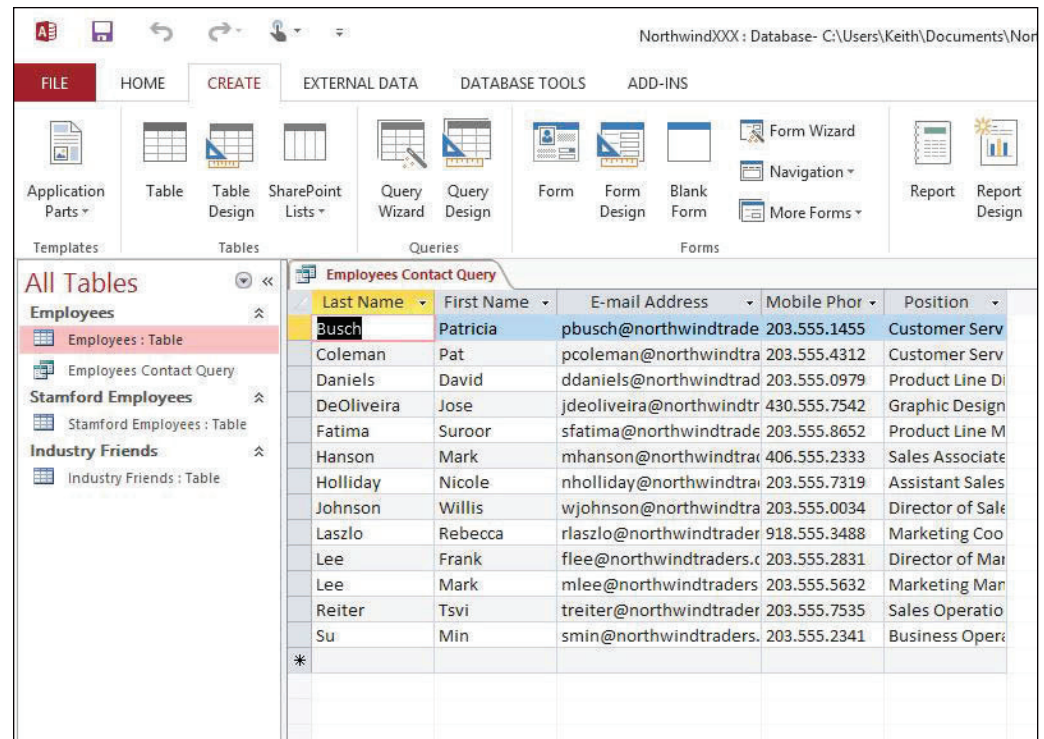 NorthwindXXX : Database- C:\Users\Keith\Documents\Nor
FILE HOME CREATE EXTERNAL DATA DATABASE TOOLS ADD-INS
Application Parts
Table
Table Design
SharePoint Lists
Query Wizard
Query Design
Form
Form Design
Blank Form
Form Wizard
Navigation
More Forms
Report
Report Design
Templates Tables Queries Forms
All Tables
Employees
Employees : Table
Employees Contact Query
Stamford Employees
Stamford Employees : Table
Industry Friends
Industry Friends : Table
Employees Contact Query
Last Name First Name E-mail Address Mobile Phor Position
Busch Patricia pbusch@northwindtrade 203.555.1455 Customer Serv
Coleman Pat pcoleman@northwindtra 203.555.4312 Customer Serv
Daniels David ddaniels@northwindtrad 203.555.0979 Product Line Di
DeOliveira Jose jdeoliveira@northwindtr 430.555.7542 Graphic Design
Fatima Suroor sfatima@northwindtrade 203.555.8652 Product Line M
Hanson Mark mhanson@northwindtra 406.555.2333 Sales Associate
Holliday Nicole nholliday@northwindtra 203.555.7319 Assistant Sales
Johnson Willis wjohnson@northwindtra 203.555.0034 Director of Sale
Laszlo Rebecca rlaszlo@northwindtrader 918.555.3488 Marketing Coo
Lee Frank flee@northwindtraders.c 203.555.2831 Director of Mar
Lee Mark mlee@northwindtraders 203.555.5632 Marketing Man
Reiter Tsvi treiter@northwindtrader 203.555.7535 Sales Operatio
Su Min smin@northwindtraders. 203.555.2341 Business Opera